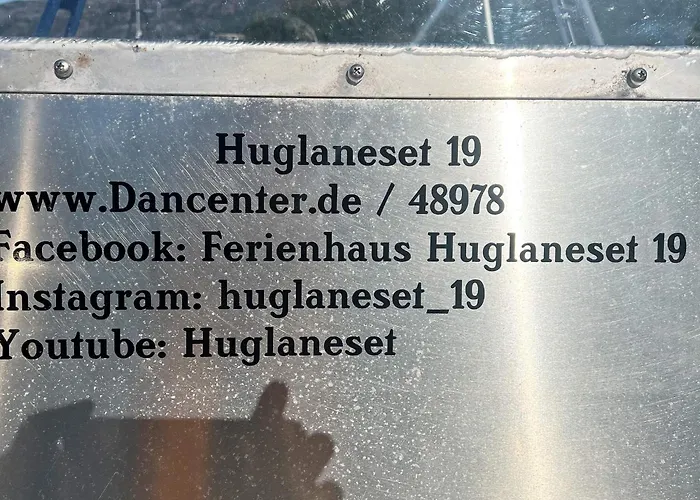 Huglaneset 19
www.Dancenter.de / 48978
Facebook: Ferienhaus Huglaneset 19
Instagram: huglaneset_19
Youtube: Huglaneset